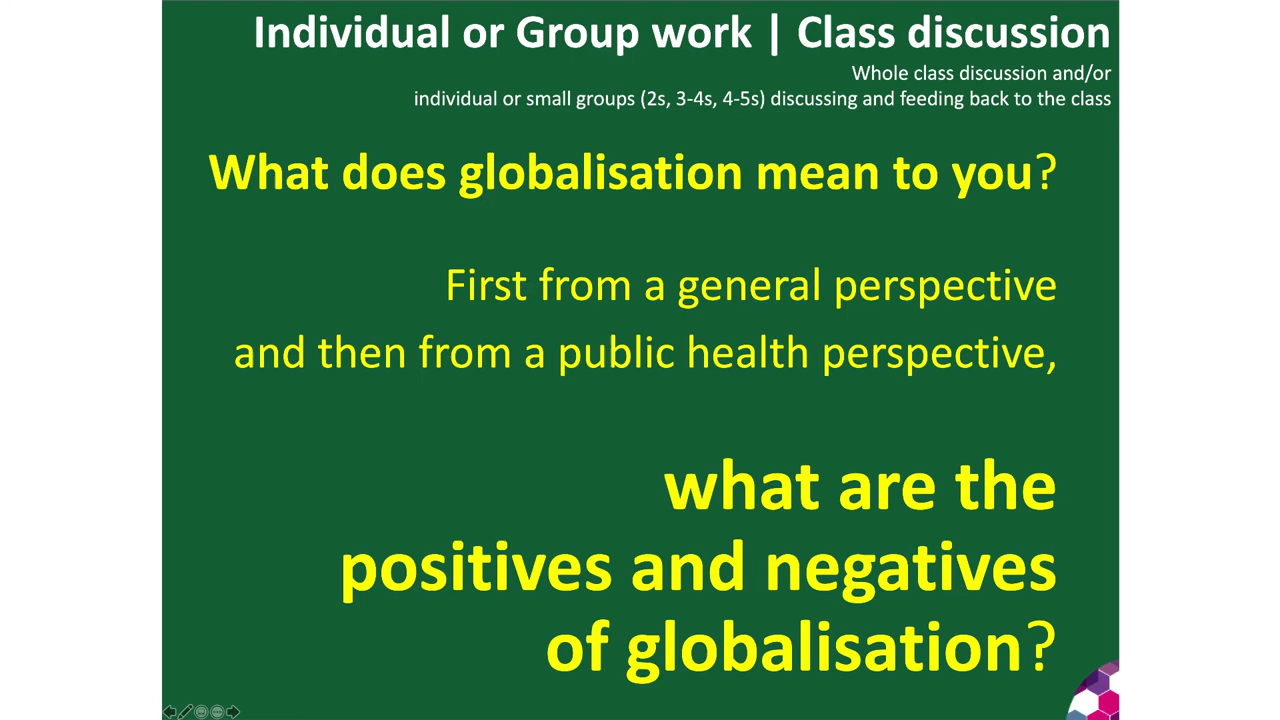 Individual or Group work | Class discussion
Whole class discussion and/or
individual or small groups (2s, 3-4s, 4-5s) discussing and feeding back to the class
What does globalisation mean to you?
First from a general perspective
and then from a public health perspective,
what are the
positives and negatives
of globalisation?